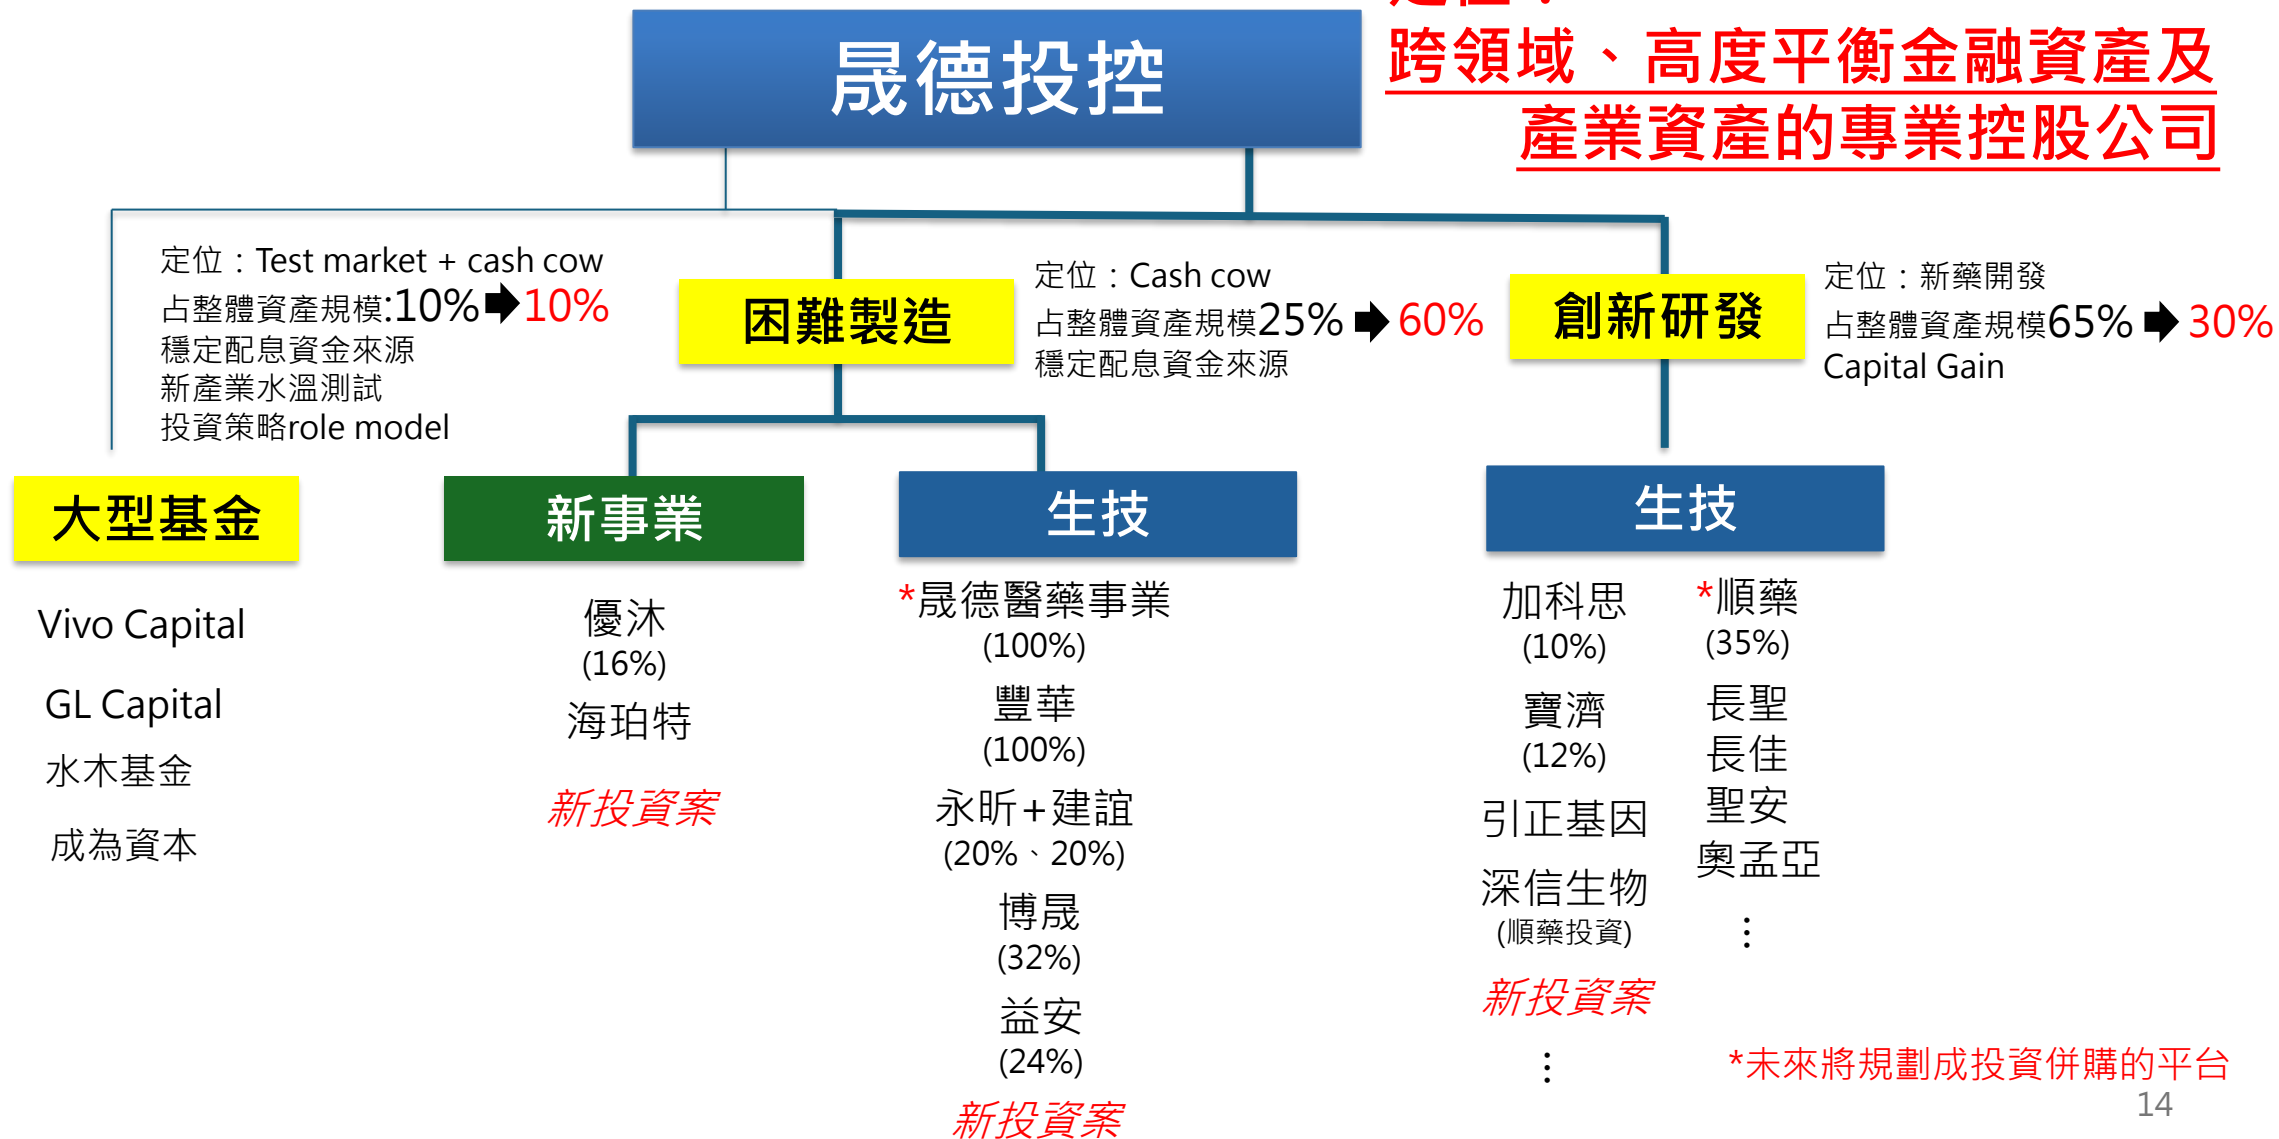 晟德投控
跨領域、高度平衡金融資產及
產業資產的專業控股公司
定位：Test market + cash cow
占整體資產規模:10%➡10%
穩定配息資金來源
新產業水溫測試
投資策略role model
困難製造
定位：Cash cow
占整體資產規模25%➡60%
穩定配息資金來源
創新研發
定位：新藥開發
占整體資產規模65%➡30%
Capital Gain
大型基金
Vivo Capital
GL Capital
水木基金
成為資本
新事業
優沐
(16%)
海珀特
新投資案
生技
*晟德醫藥事業
(100%)
豐華
(100%)
永昕+建誼
(20%、20%)
博晟
(32%)
益安
(24%)
新投資案
生技
加科思
(10%)
寶濟
(12%)
引正基因
深信生物
(順藥投資)
新投資案
⋮
*順藥
(35%)
長聖
長佳
聖安
奧孟亞
⋮
*未來將規劃成投資併購的平台
14